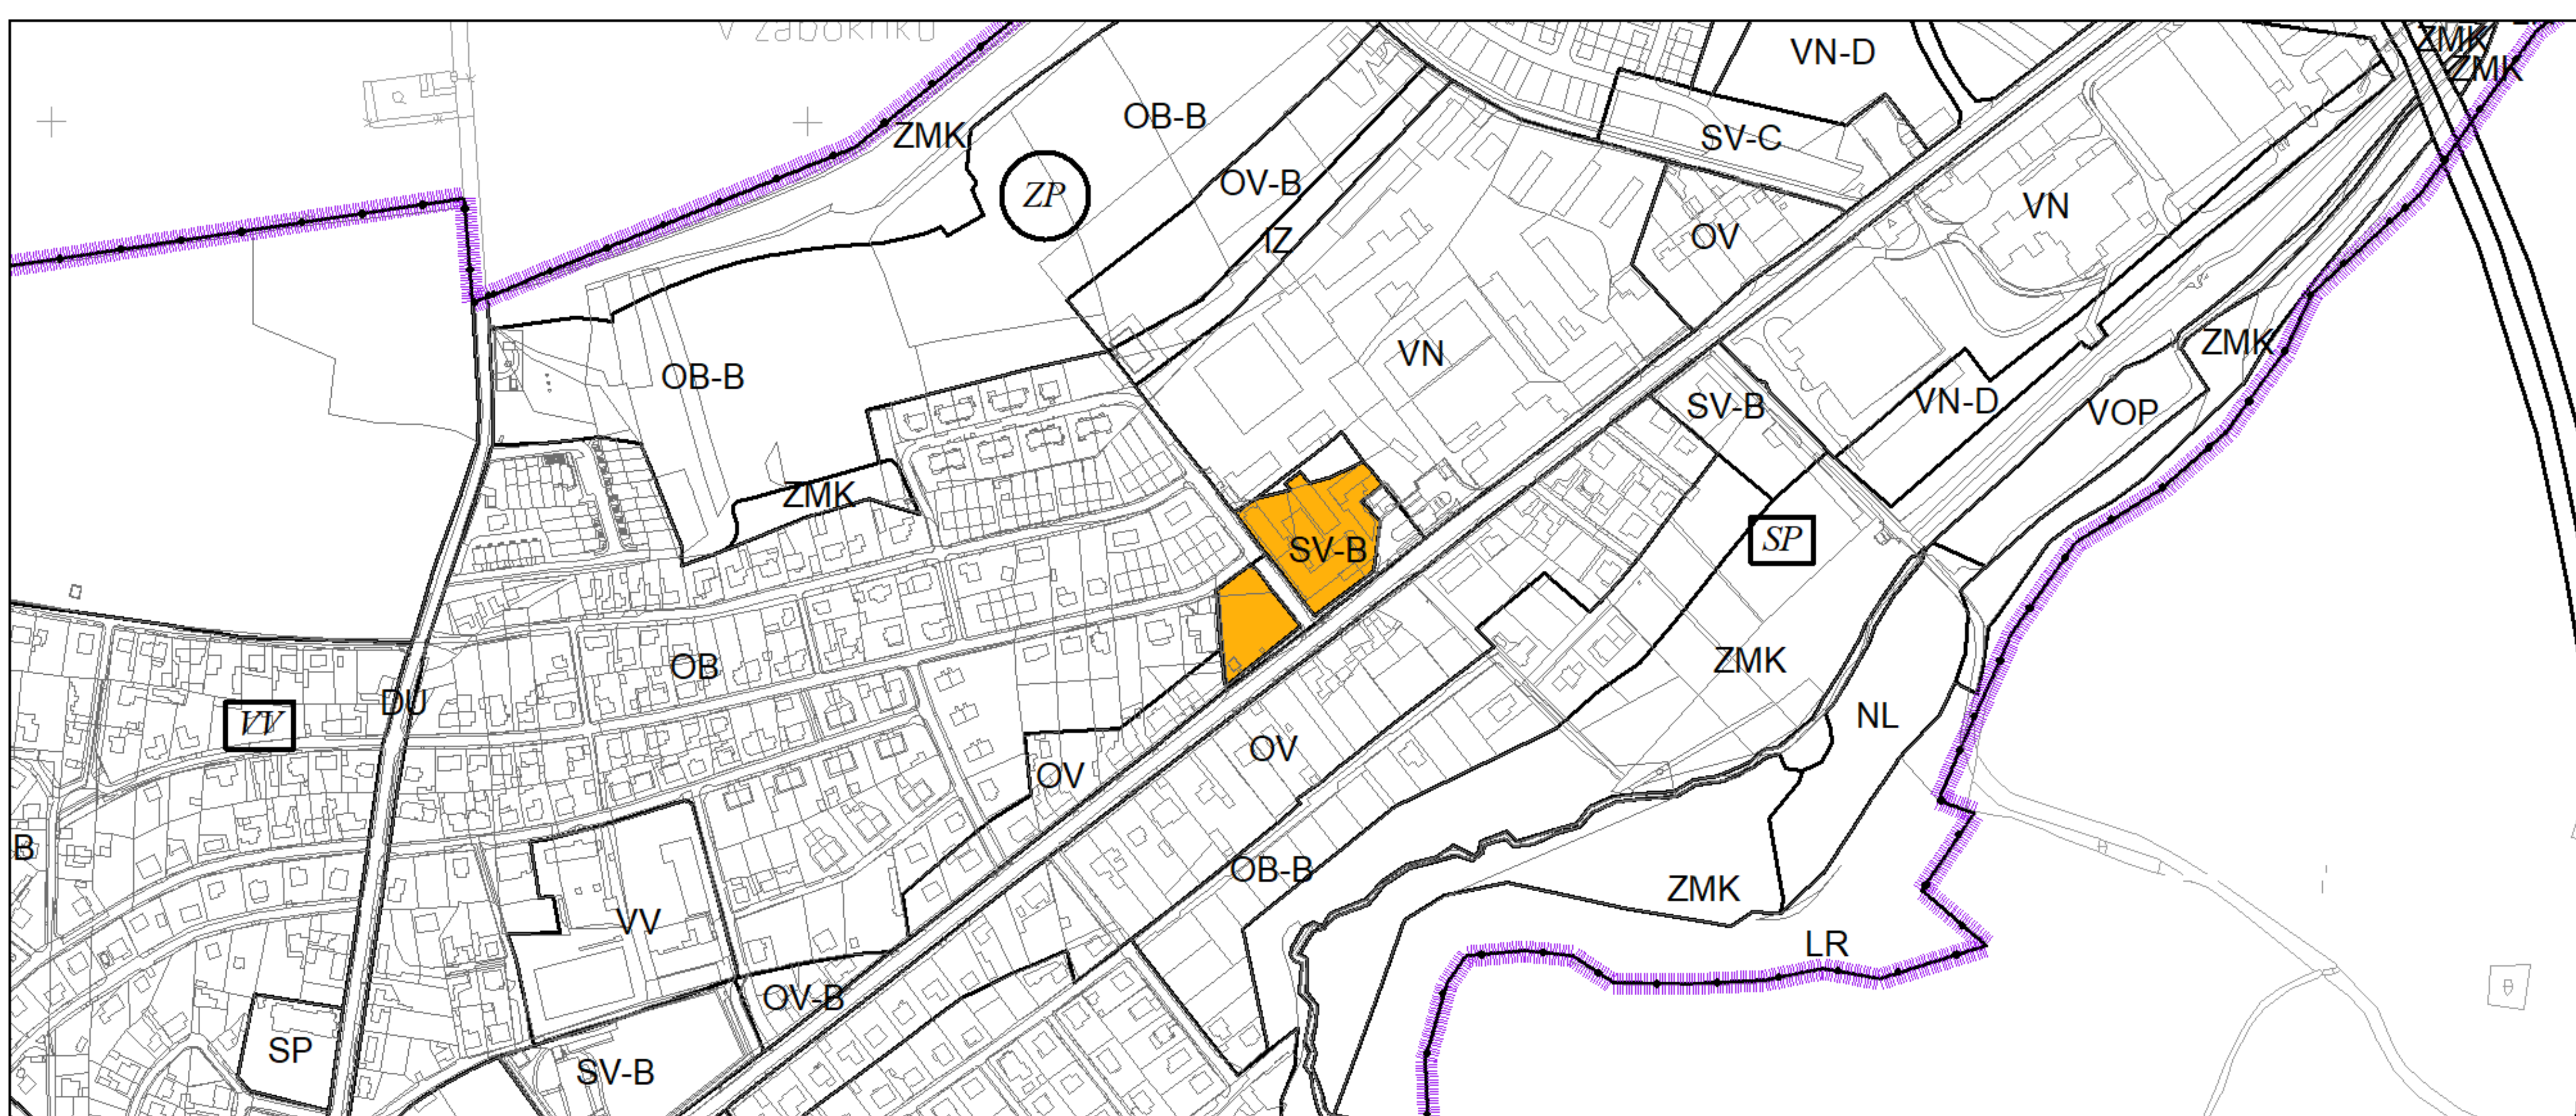 V Zabokříku
ZMK
VN-D
ZMK
OB-B
ZMK
SV-C
OV-B
ZP
VN
OV
IZ
ZMK
VN
OB-B
SV-B
VN-D
VOP
ZMK
SP
SV-B
ZMK
OB
DU
NL
VV
OV
OV
B
OB-B
ZMK
VV
LR
OV-B
SP
SV-B